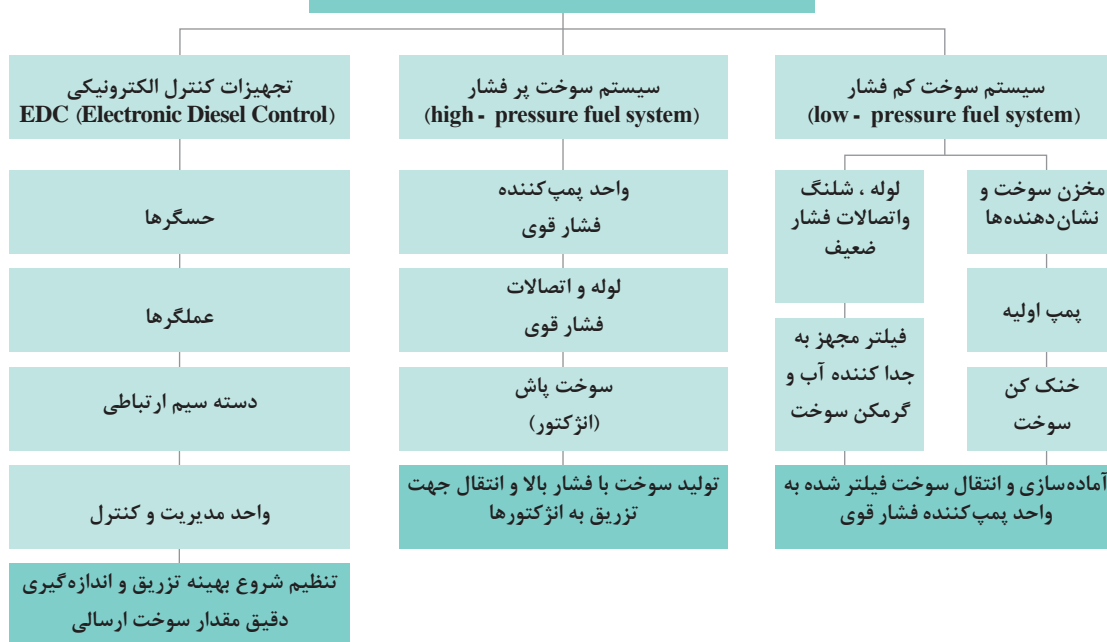 سیستم سوخت کم فشار
(low - pressure fuel system)
مخزن سوخت و
نشان‌دهنده‌ها
پمپ اولیه
خنک کن
سوخت
لوله ، شلنگ
واتصالات فشار
ضعیف
فیلتر مجهز به
جدا کننده آب و
گرمکن سوخت
آماده‌سازی و انتقال سوخت فیلتر شده به
واحد پمپ‌کننده فشار قوی
سیستم سوخت پر فشار
(high - pressure fuel system)
واحد پمپ‌کننده
فشار قوی
لوله و اتصالات
فشار قوی
سوخت پاش
(انژکتور)
تولید سوخت با فشار بالا و انتقال جهت
تزریق به انژکتورها
تجهیزات کنترل الکترونیکی
EDC (Electronic Diesel Control)
حسگرها
عملگرها
دسته سیم ارتباطی
واحد مدیریت و کنترل
تنظیم شروع بهینه تزریق و اندازه‌گیری
دقیق مقدار سوخت ارسالی